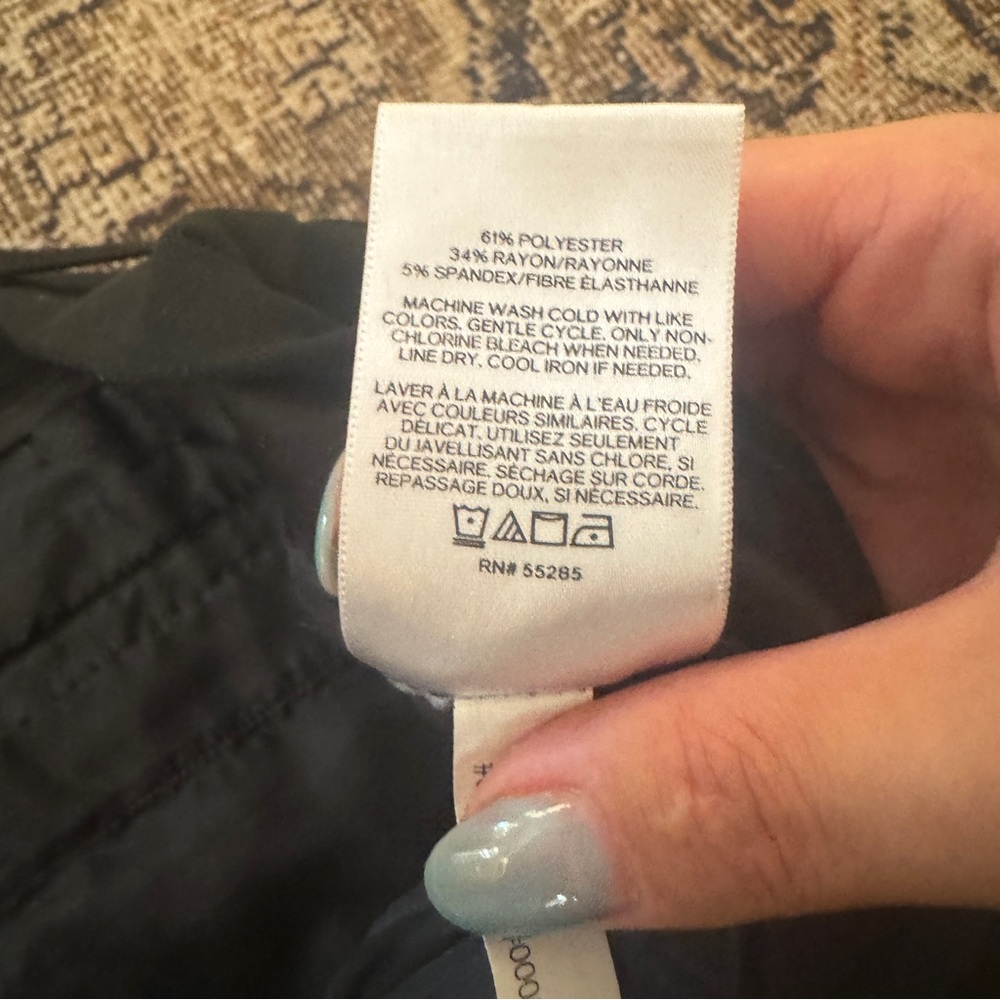 61% POLYESTER
34% RAYON/RAYONNE
5% SPANDEX/FIBRE ÉLASTHANNE
MACHINE WASH COLD WITH LIKE
COLORS. GENTLE CYCLE. ONLY NON-
CHLORINE BLEACH WHEN NEEDED.
LINE DRY. COOL IRON IF NEEDED.
LAVER À LA MACHINE À L'EAU FROIDE
AVEC COULEURS SIMILAIRES. CYCLE
DÉLICAT. UTILISEZ SEULEMENT
DU JAVELLISANT SANS CHLORE, SI
NÉCESSAIRE. SÉCHAGE SUR CORDE.
REPASSAGE DOUX, SI NÉCESSAIRE.
RN# 55285